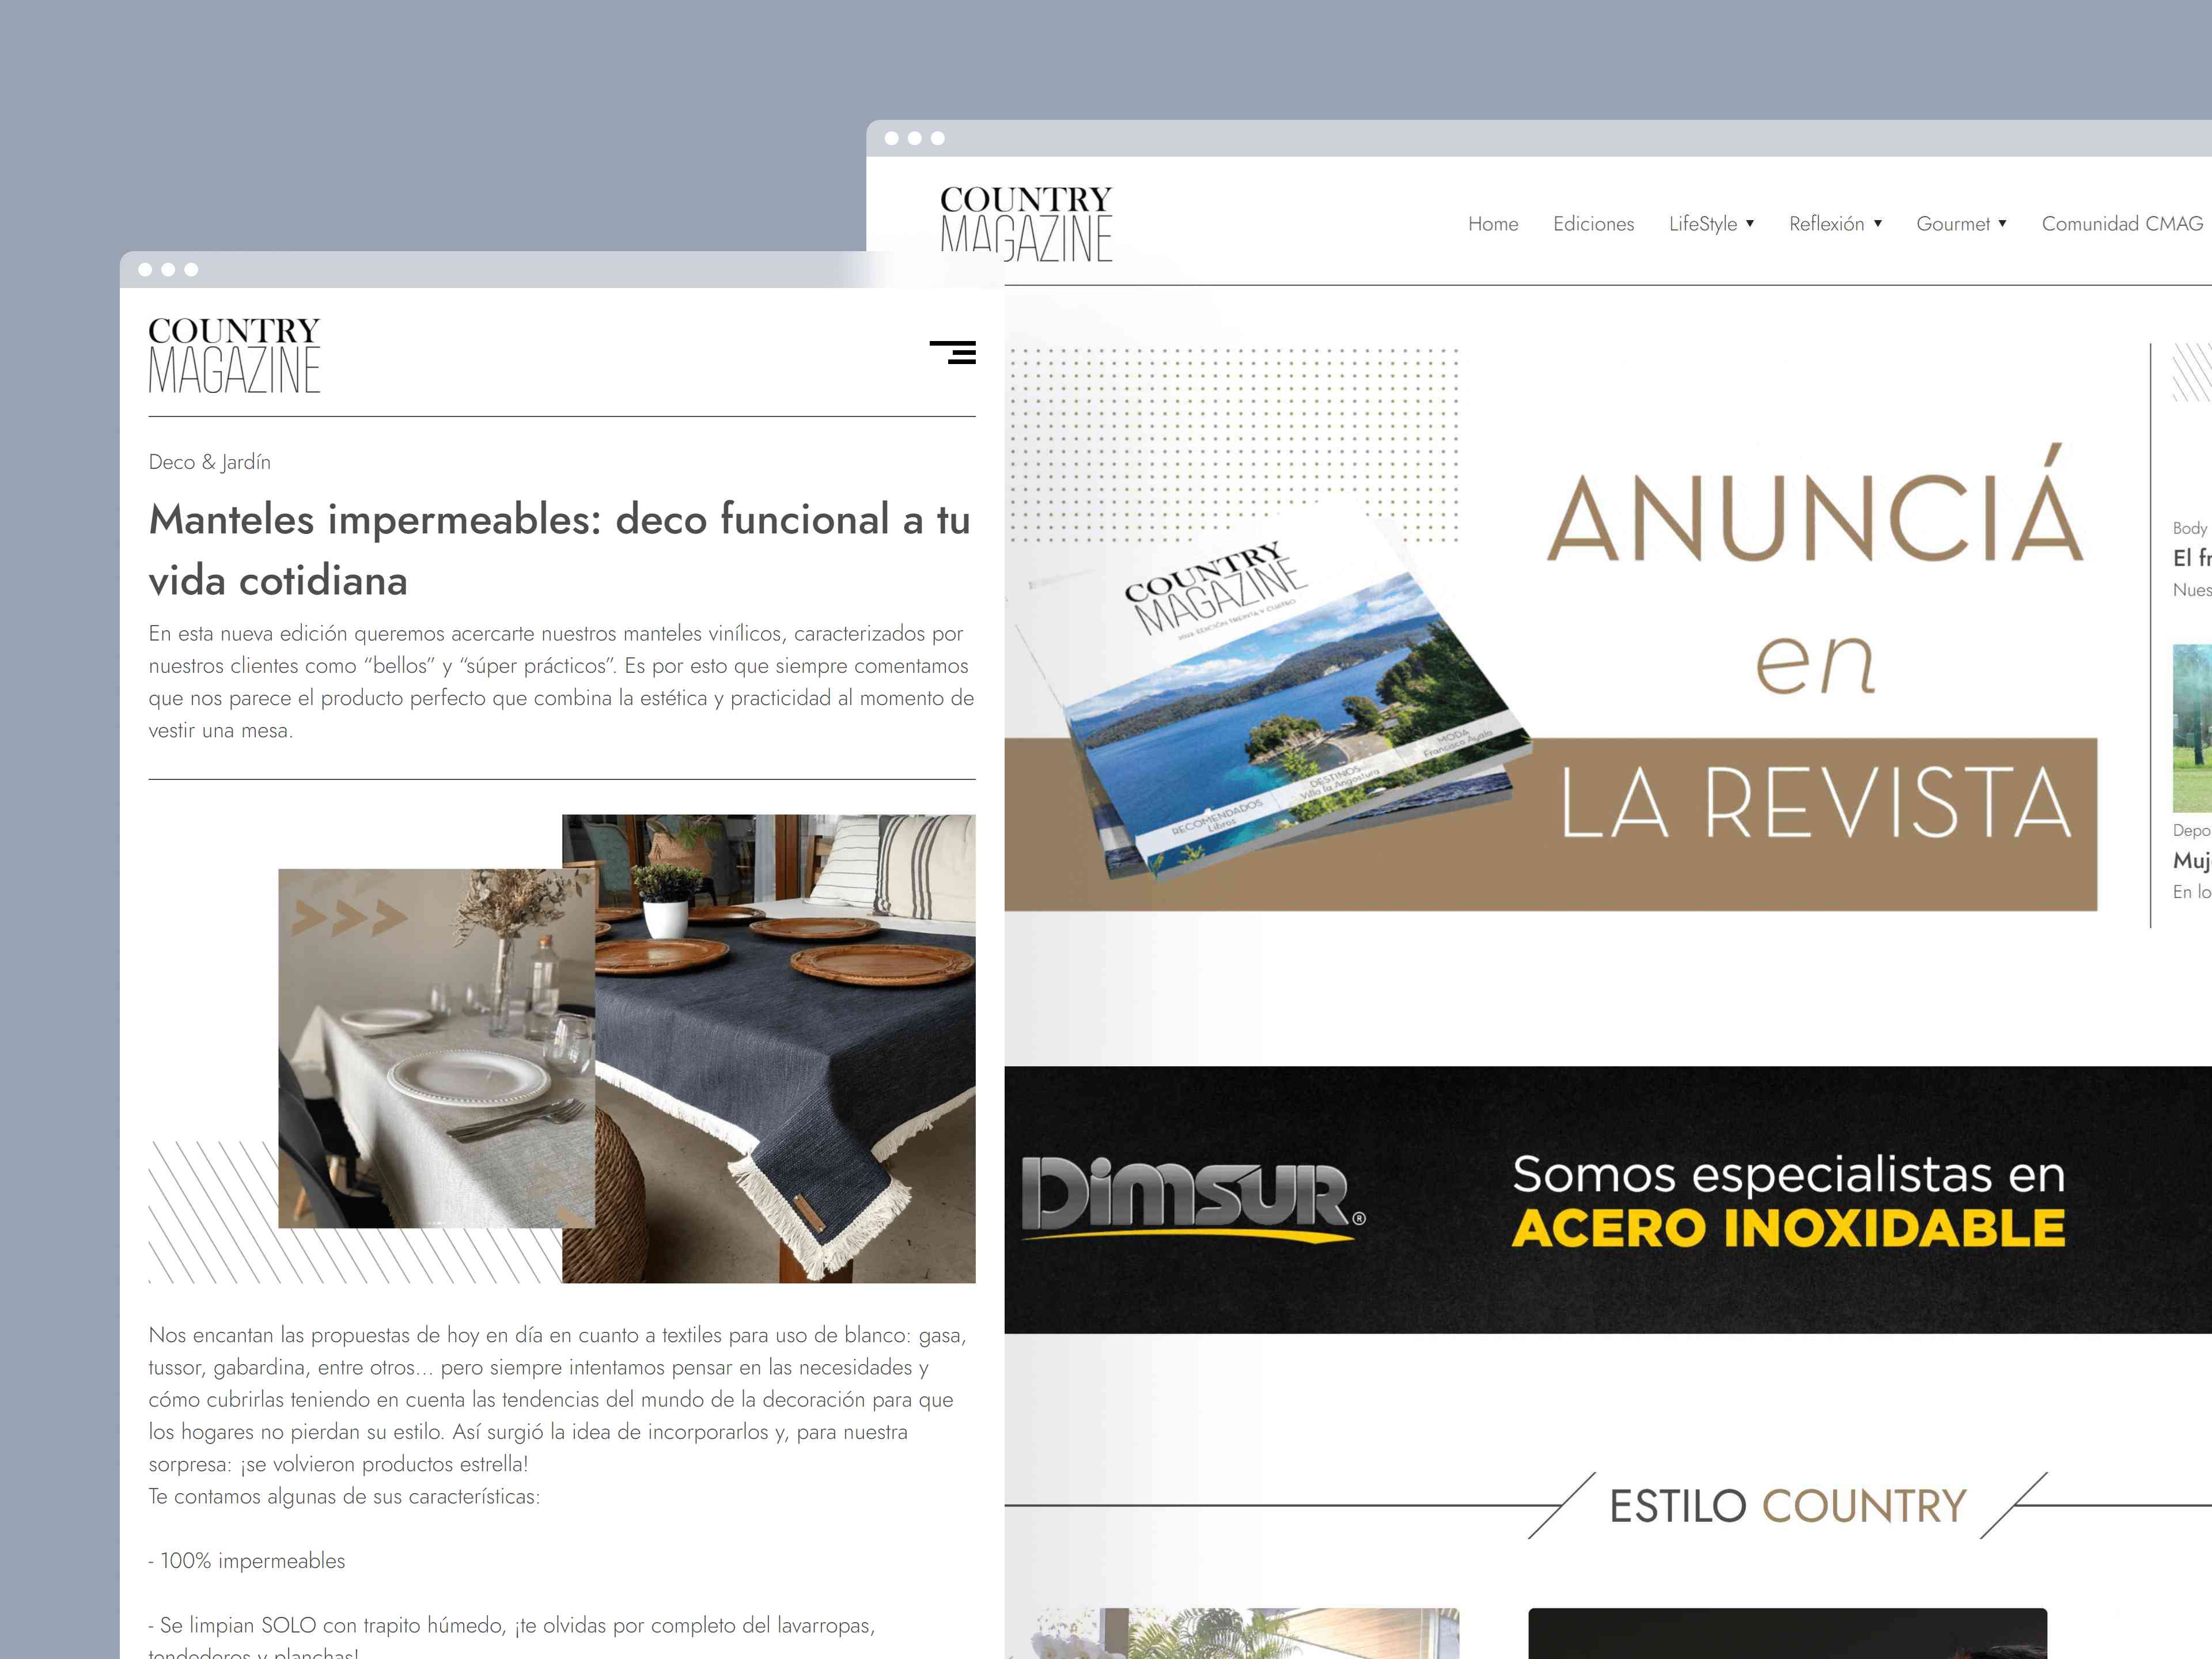 COUNTRY
MAGAZINE
Home
Ediciones
LifeStyle ▼
Reflexión ▼
Gourmet ▼
Comunidad CMAG
COUNTRY
MAGAZINE
Deco & Jardín
Manteles impermeables: deco funcional a tu
vida cotidiana
En esta nueva edición queremos acercarte nuestros manteles vinílicos, caracterizados por
nuestros clientes como “bellos” y “súper prácticos”. Es por esto que siempre comentamos
que nos parece el producto perfecto que combina la estética y practicidad al momento de
vestir una mesa.
Nos encantan las propuestas de hoy en día en cuanto a textiles para uso de blanco: gasa,
tussor, gabardina, entre otros... pero siempre intentamos pensar en las necesidades y
cómo cubrirlas teniendo en cuenta las tendencias del mundo de la decoración para que
los hogares no pierdan su estilo. Así surgió la idea de incorporarlos y, para nuestra
sorpresa: ¡se volvieron productos estrella!
Te contamos algunas de sus características:
- 100% impermeables
- Se limpian SOLO con trapito húmedo, ¡te olvidas por completo del lavarropas,
tendederos y planchas!
COUNTRY
MAGAZINE
2022 EDICIÓN TREINTA Y CUATRO
RECOMENDADOS
Libros
DESTINOS
Villa la Angostura
MODA
Francisco Ayala
ANUNCIÁ
en
LA REVISTA
Body
El fr
Nues
Depo
Muj
En lo
Dimsur®
Somos especialistas en
ACERO INOXIDABLE
ESTILO COUNTRY